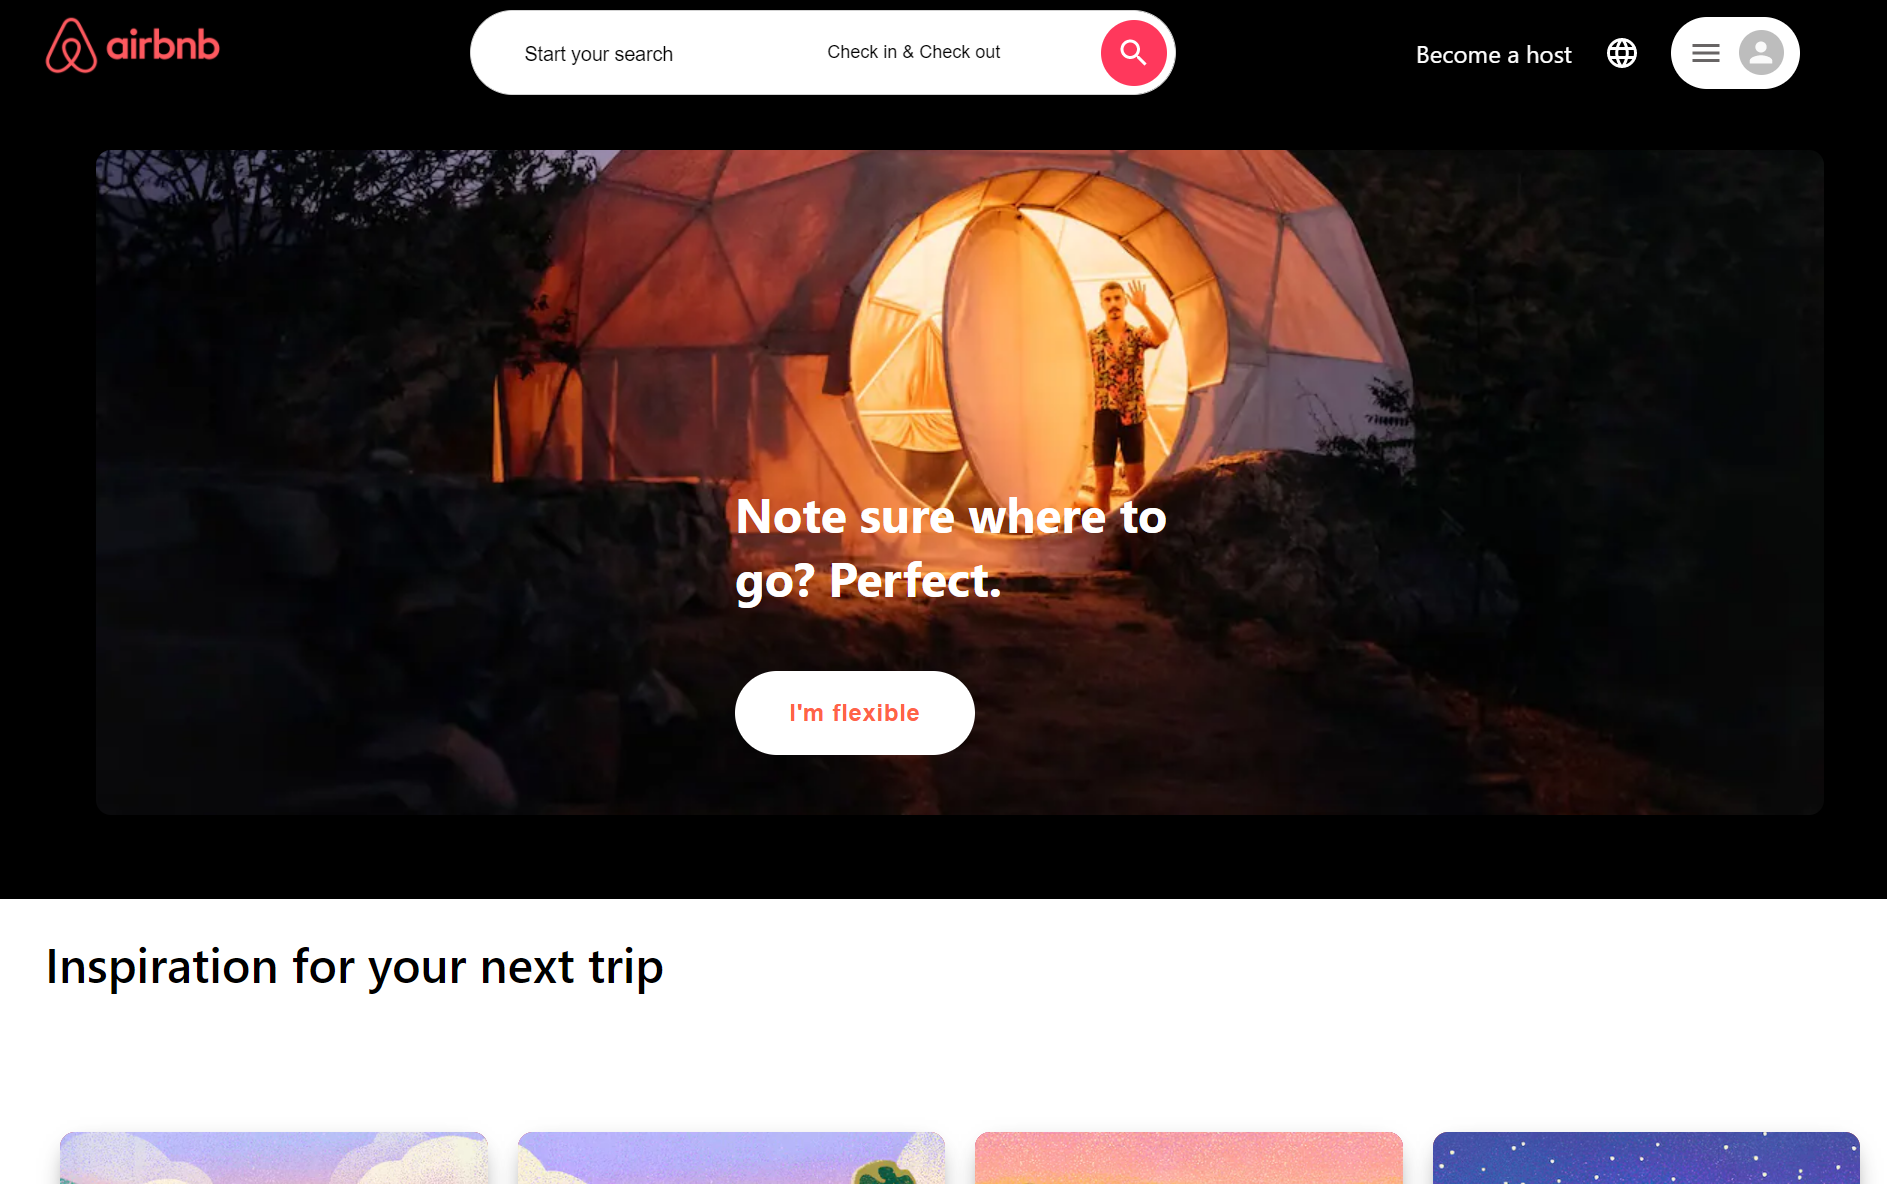 airbnb
Start your search
Check in & Check out
Become a host
Note sure where to
go? Perfect.
I'm flexible
Inspiration for your next trip